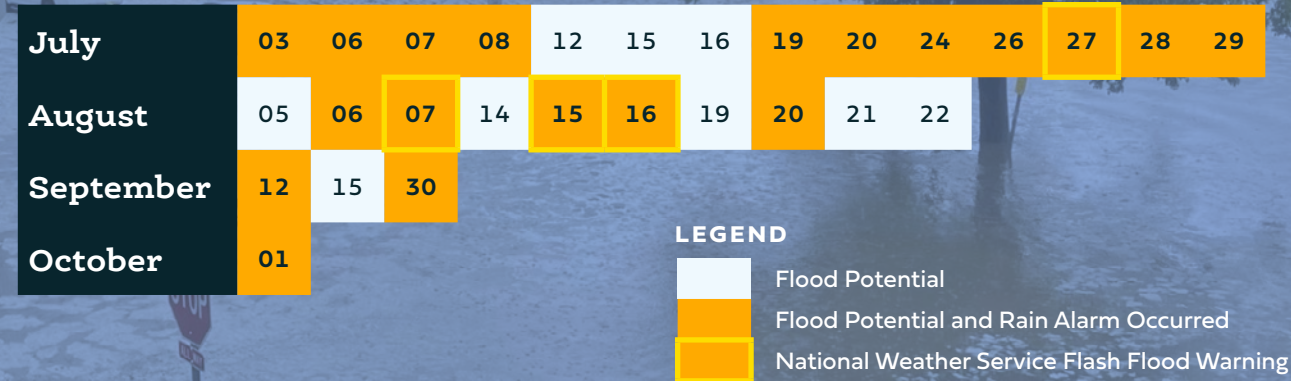 July 03 06 07 08 12 15 16 19 20 24 26 27 28 29
August 05 06 07 14 15 16 19 20 21 22
September 12 15 30
October 01
LEGEND
Flood Potential
Flood Potential and Rain Alarm Occurred
National Weather Service Flash Flood Warning
STOP